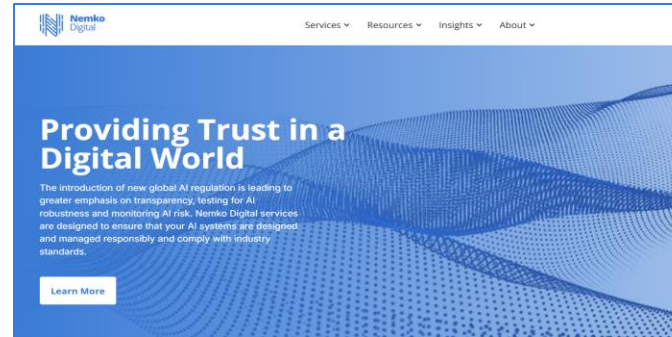 Nemko
Digital
Services Resources Insights About
Providing Trust in a
Digital World
The introduction of new global AI regulation is leading to
greater emphasis on transparency, testing for AI
robustness and monitoring AI risk. Nemko Digital services
are designed to ensure that your AI systems are designed
and managed responsibly and comply with industry
standards.
Learn More